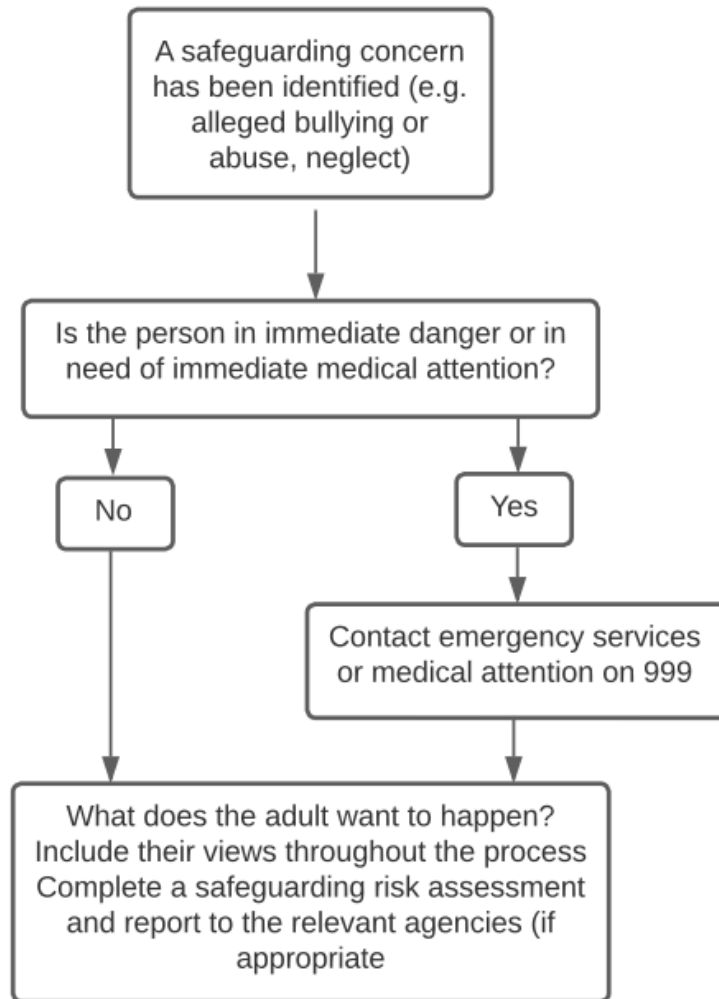 A safeguarding concern
has been identified (e.g.
alleged bullying or
abuse, neglect)
Is the person in immediate danger or in
need of immediate medical attention?
No
Yes
Contact emergency services
or medical attention on 999
What does the adult want to happen?
Include their views throughout the process
Complete a safeguarding risk assessment
and report to the relevant agencies (if
appropriate